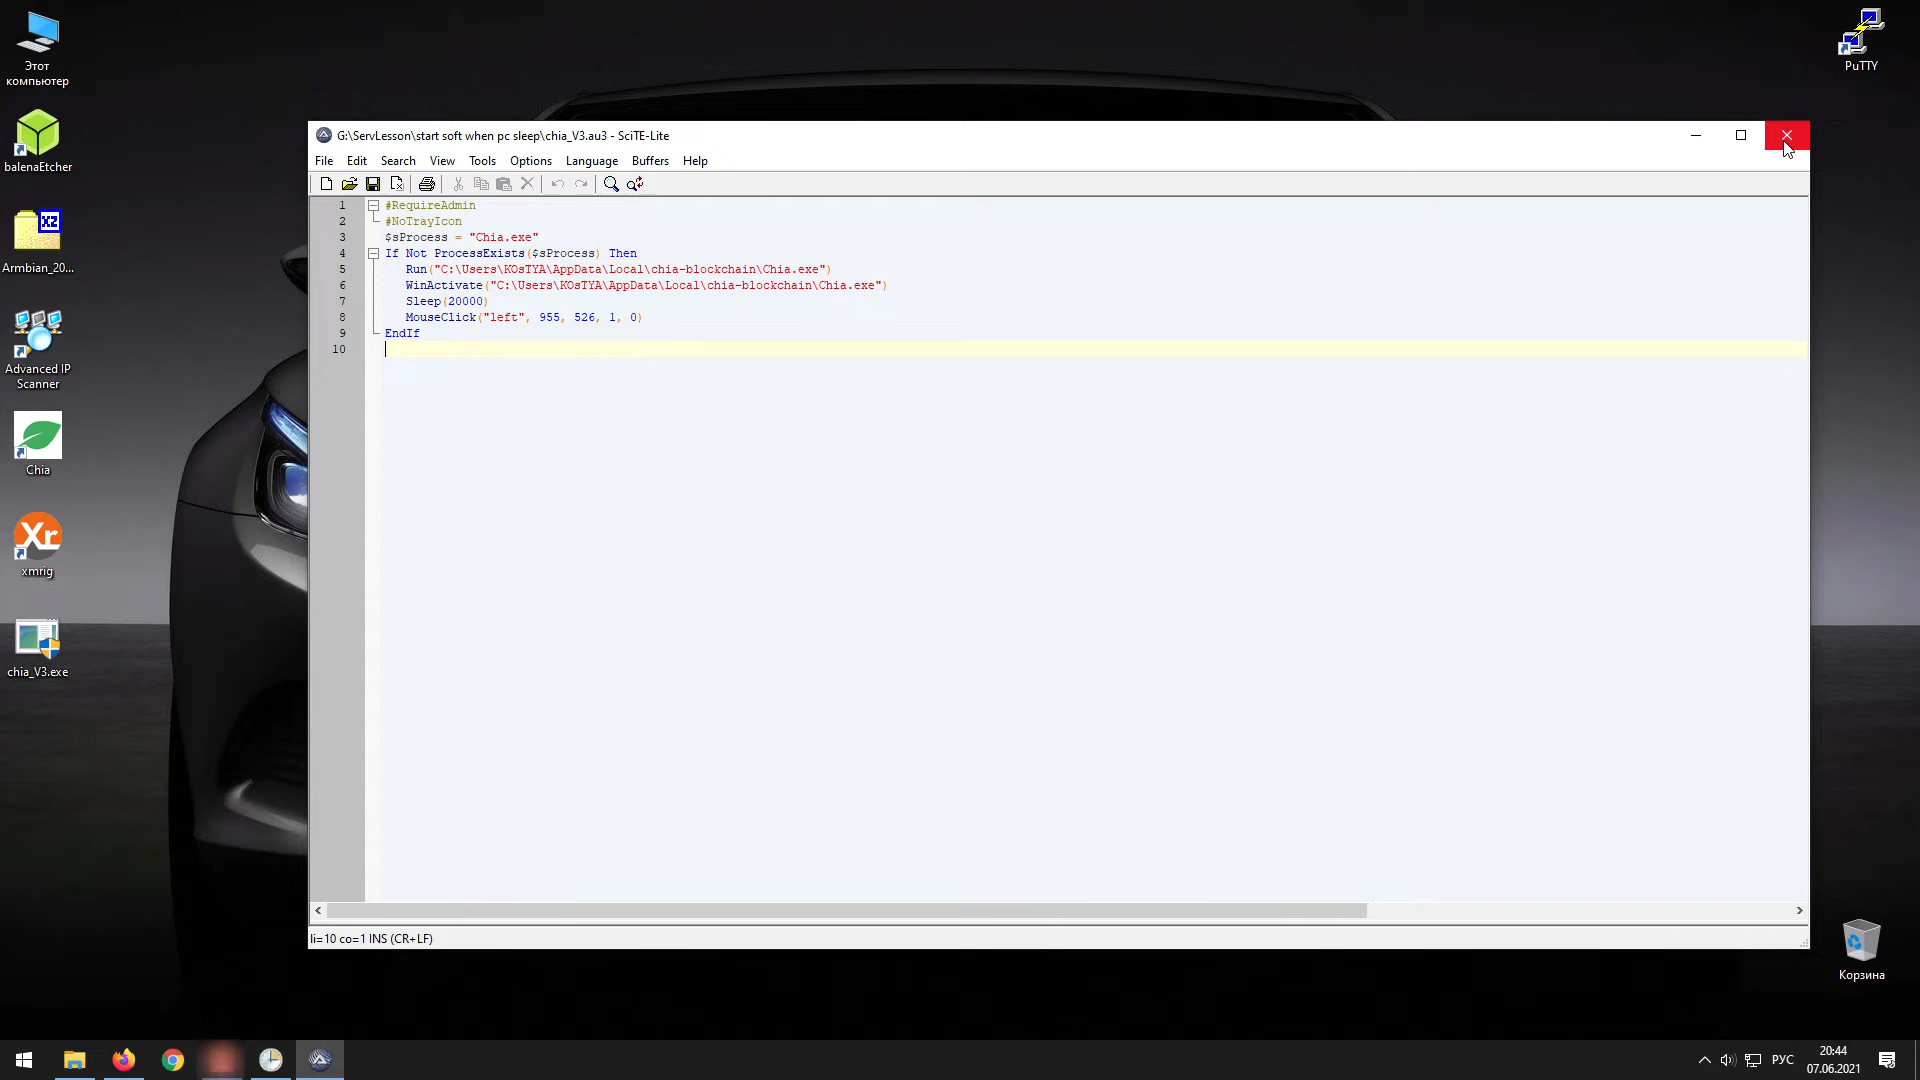 Этот
компьютер
balenaEtcher
Armbian_20...
Advanced IP
Scanner
Chia
xmrig
chia_V3.exe
PuTTY
Корзина
G:\ServLesson\start soft when pc sleep\chia_V3.au3 - SciTE-Lite
File Edit Search View Tools Options Language Buffers Help
1 #RequireAdmin
2 #NoTrayIcon
3 $sProcess = "Chia.exe"
4 If Not ProcessExists($sProcess) Then
5 Run("C:\Users\KOsTYA\AppData\Local\chia-blockchain\Chia.exe")
6 WinActivate("C:\Users\KOsTYA\AppData\Local\chia-blockchain\Chia.exe")
7 Sleep(20000)
8 MouseClick("left", 955, 526, 1, 0)
9 EndIf
10
li=10 co=1 INS (CR+LF)
РУС
20:44
07.06.2021